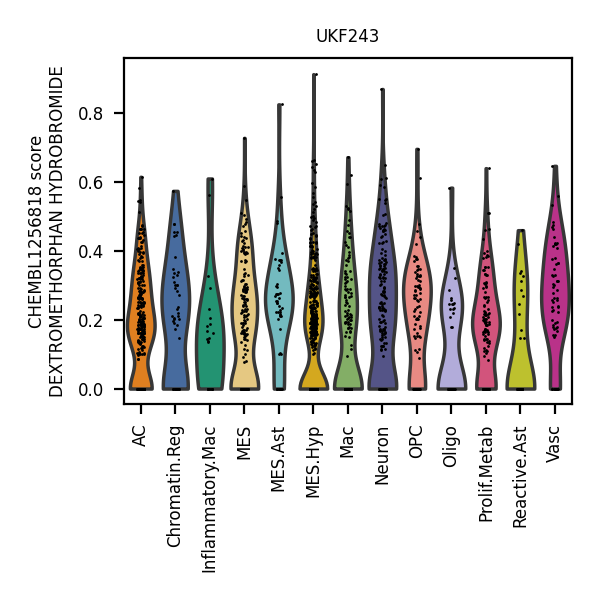 UKF243
CHEMBL1256818 score
DEXTROMETHORPHAN HYDROBROMIDE
0.8
0.6
0.4
0.2
0.0
AC
Chromatin.Reg
Inflammatory.Mac
MES
MES.Ast
MES.Hyp
Mac
Neuron
OPC
Oligo
Prolif.Metab
Reactive.Ast
Vasc